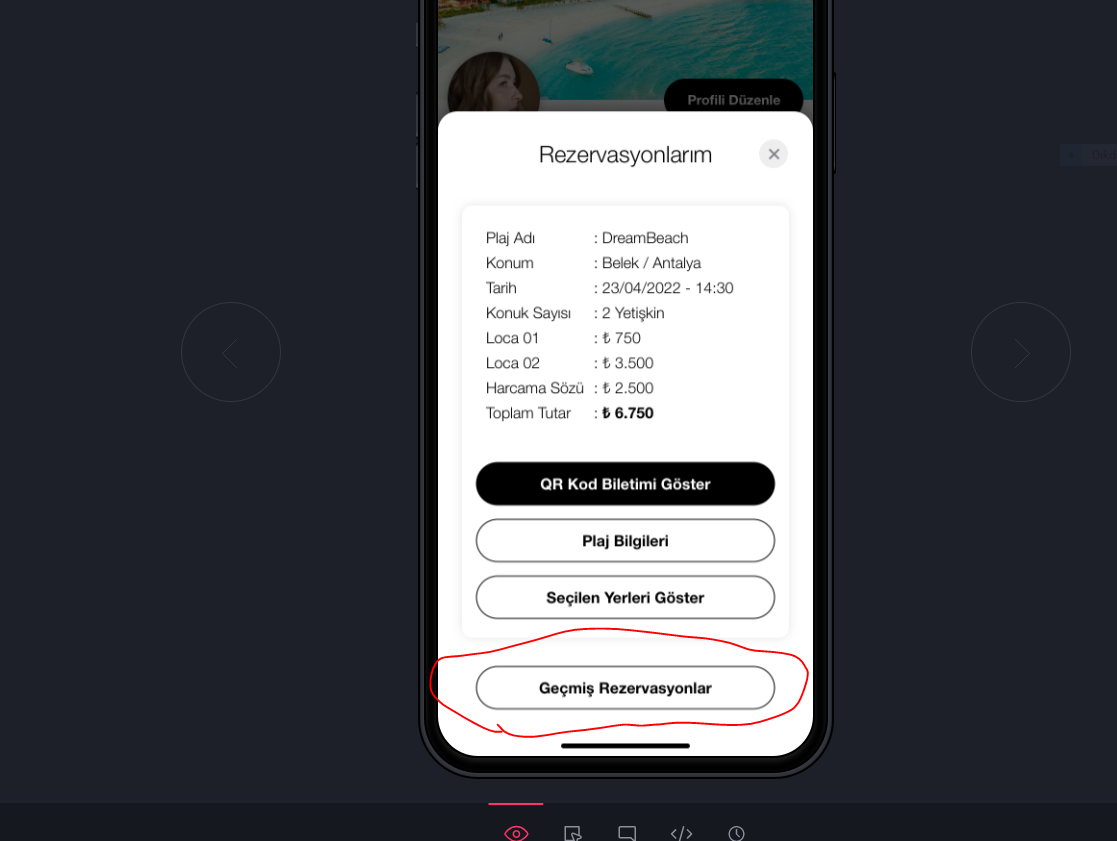 Profili Düzenle
Rezervasyonlarım
Plaj Adı : DreamBeach
Konum : Belek / Antalya
Tarih : 23/04/2022 - 14:30
Konuk Sayısı : 2 Yetişkin
Loca 01 : ₺ 750
Loca 02 : ₺ 3.500
Harcama Sözü : ₺ 2.500
Toplam Tutar : ₺ 6.750
QR Kod Biletimi Göster
Plaj Bilgileri
Seçilen Yerleri Göster
Geçmiş Rezervasyonlar